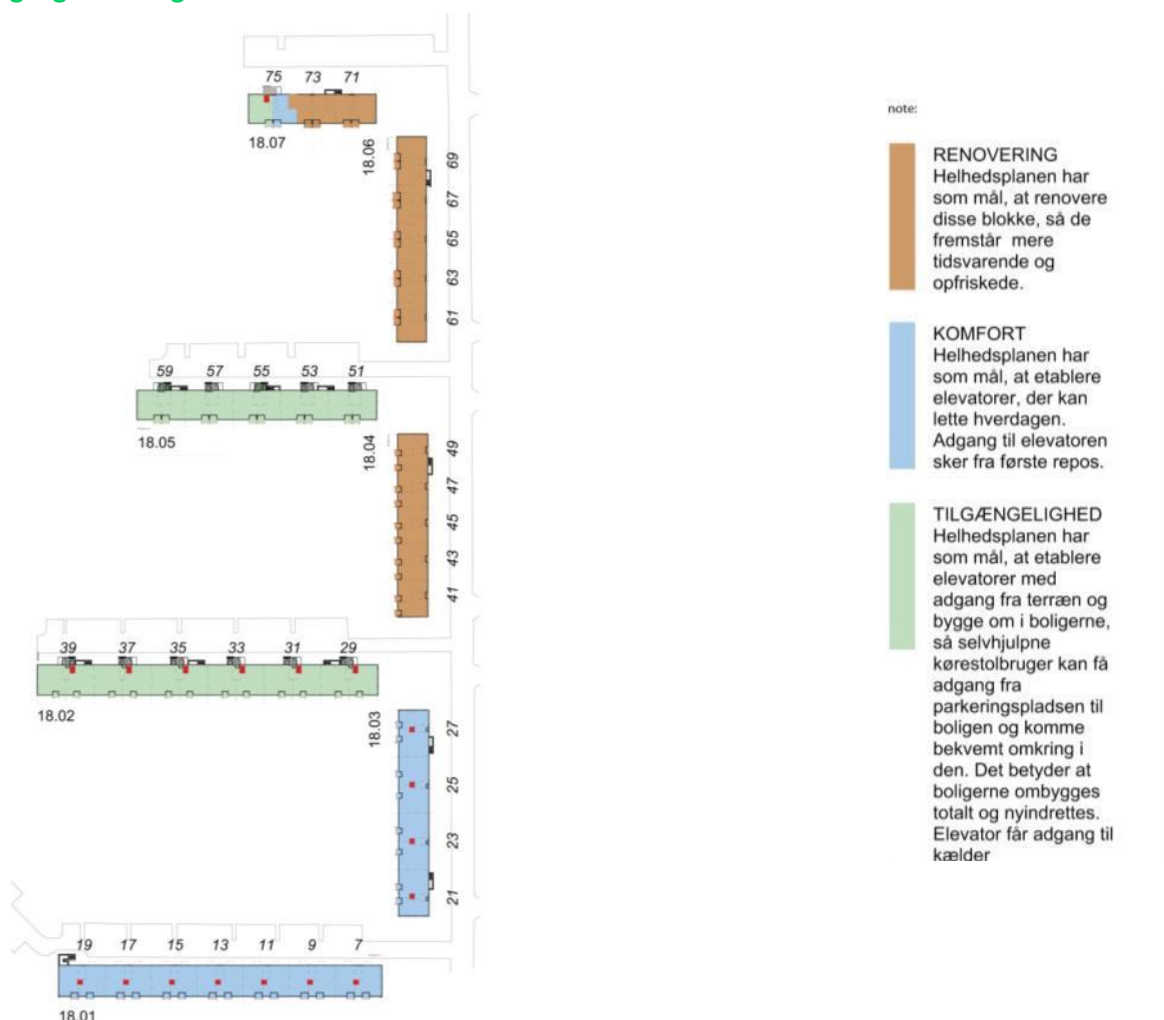 75 73 71
18.07
18.06
69
67
65
63
61
59 57 55 53 51
18.05
18.04
49
47
45
43
41
39 37 35 33 31 29
18.02
18.03
27
25
23
21
19 17 15 13 11 9 7
18.01
note:
RENOVERING
Helhedsplanen har
som mål, at renovere
disse blokke, så de
fremstår mere
tidsvarende og
opfriskede.
KOMFORT
Helhedsplanen har
som mål, at etablere
elevatorer, der kan
lette hverdagen.
Adgang til elevatoren
sker fra første repos.
TILGÆNGELIGHED
Helhedsplanen har
som mål, at etablere
elevatorer med
adgang fra terræn og
bygge om i boligerne,
så selvhjulpne
kørestolbruger kan få
adgang fra
parkeringspladsen til
boligen og komme
bekvemt omkring i
den. Det betyder at
boligerne ombygges
totalt og nyindrettes.
Elevator får adgang til
kælder